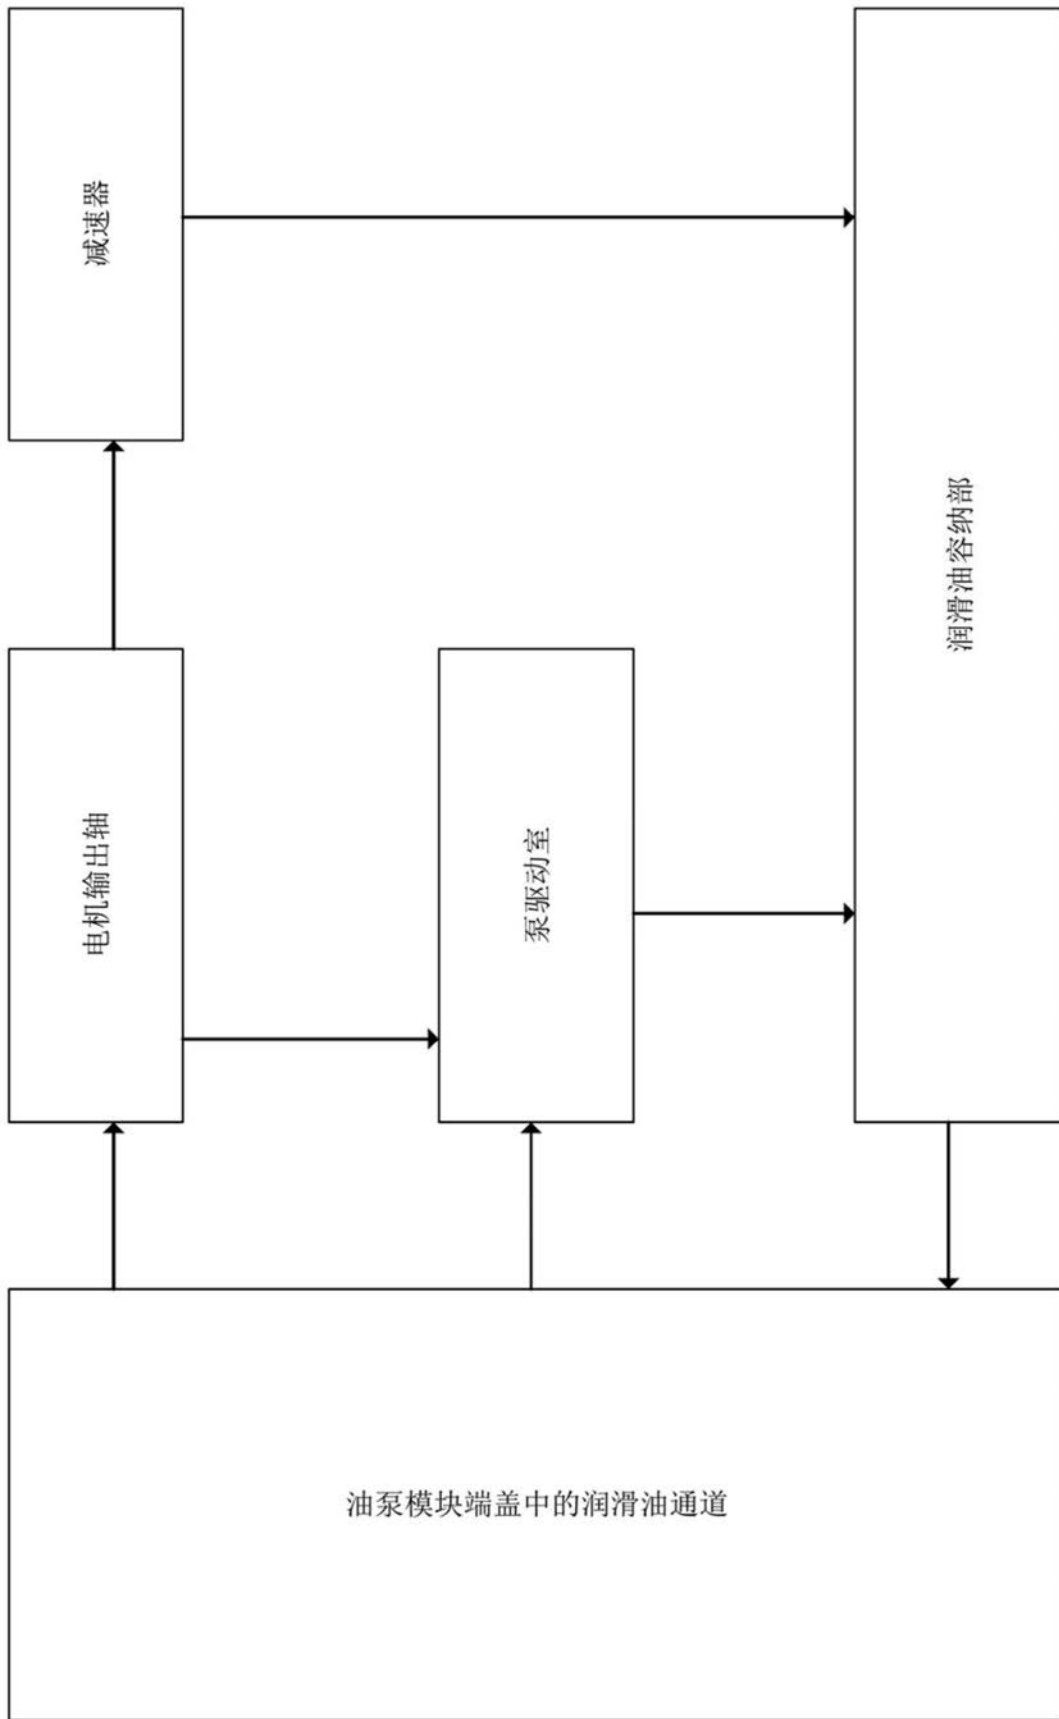 减速器
润滑油容纳部
电机输出轴
泵驱动室
油泵模块端盖中的润滑油通道